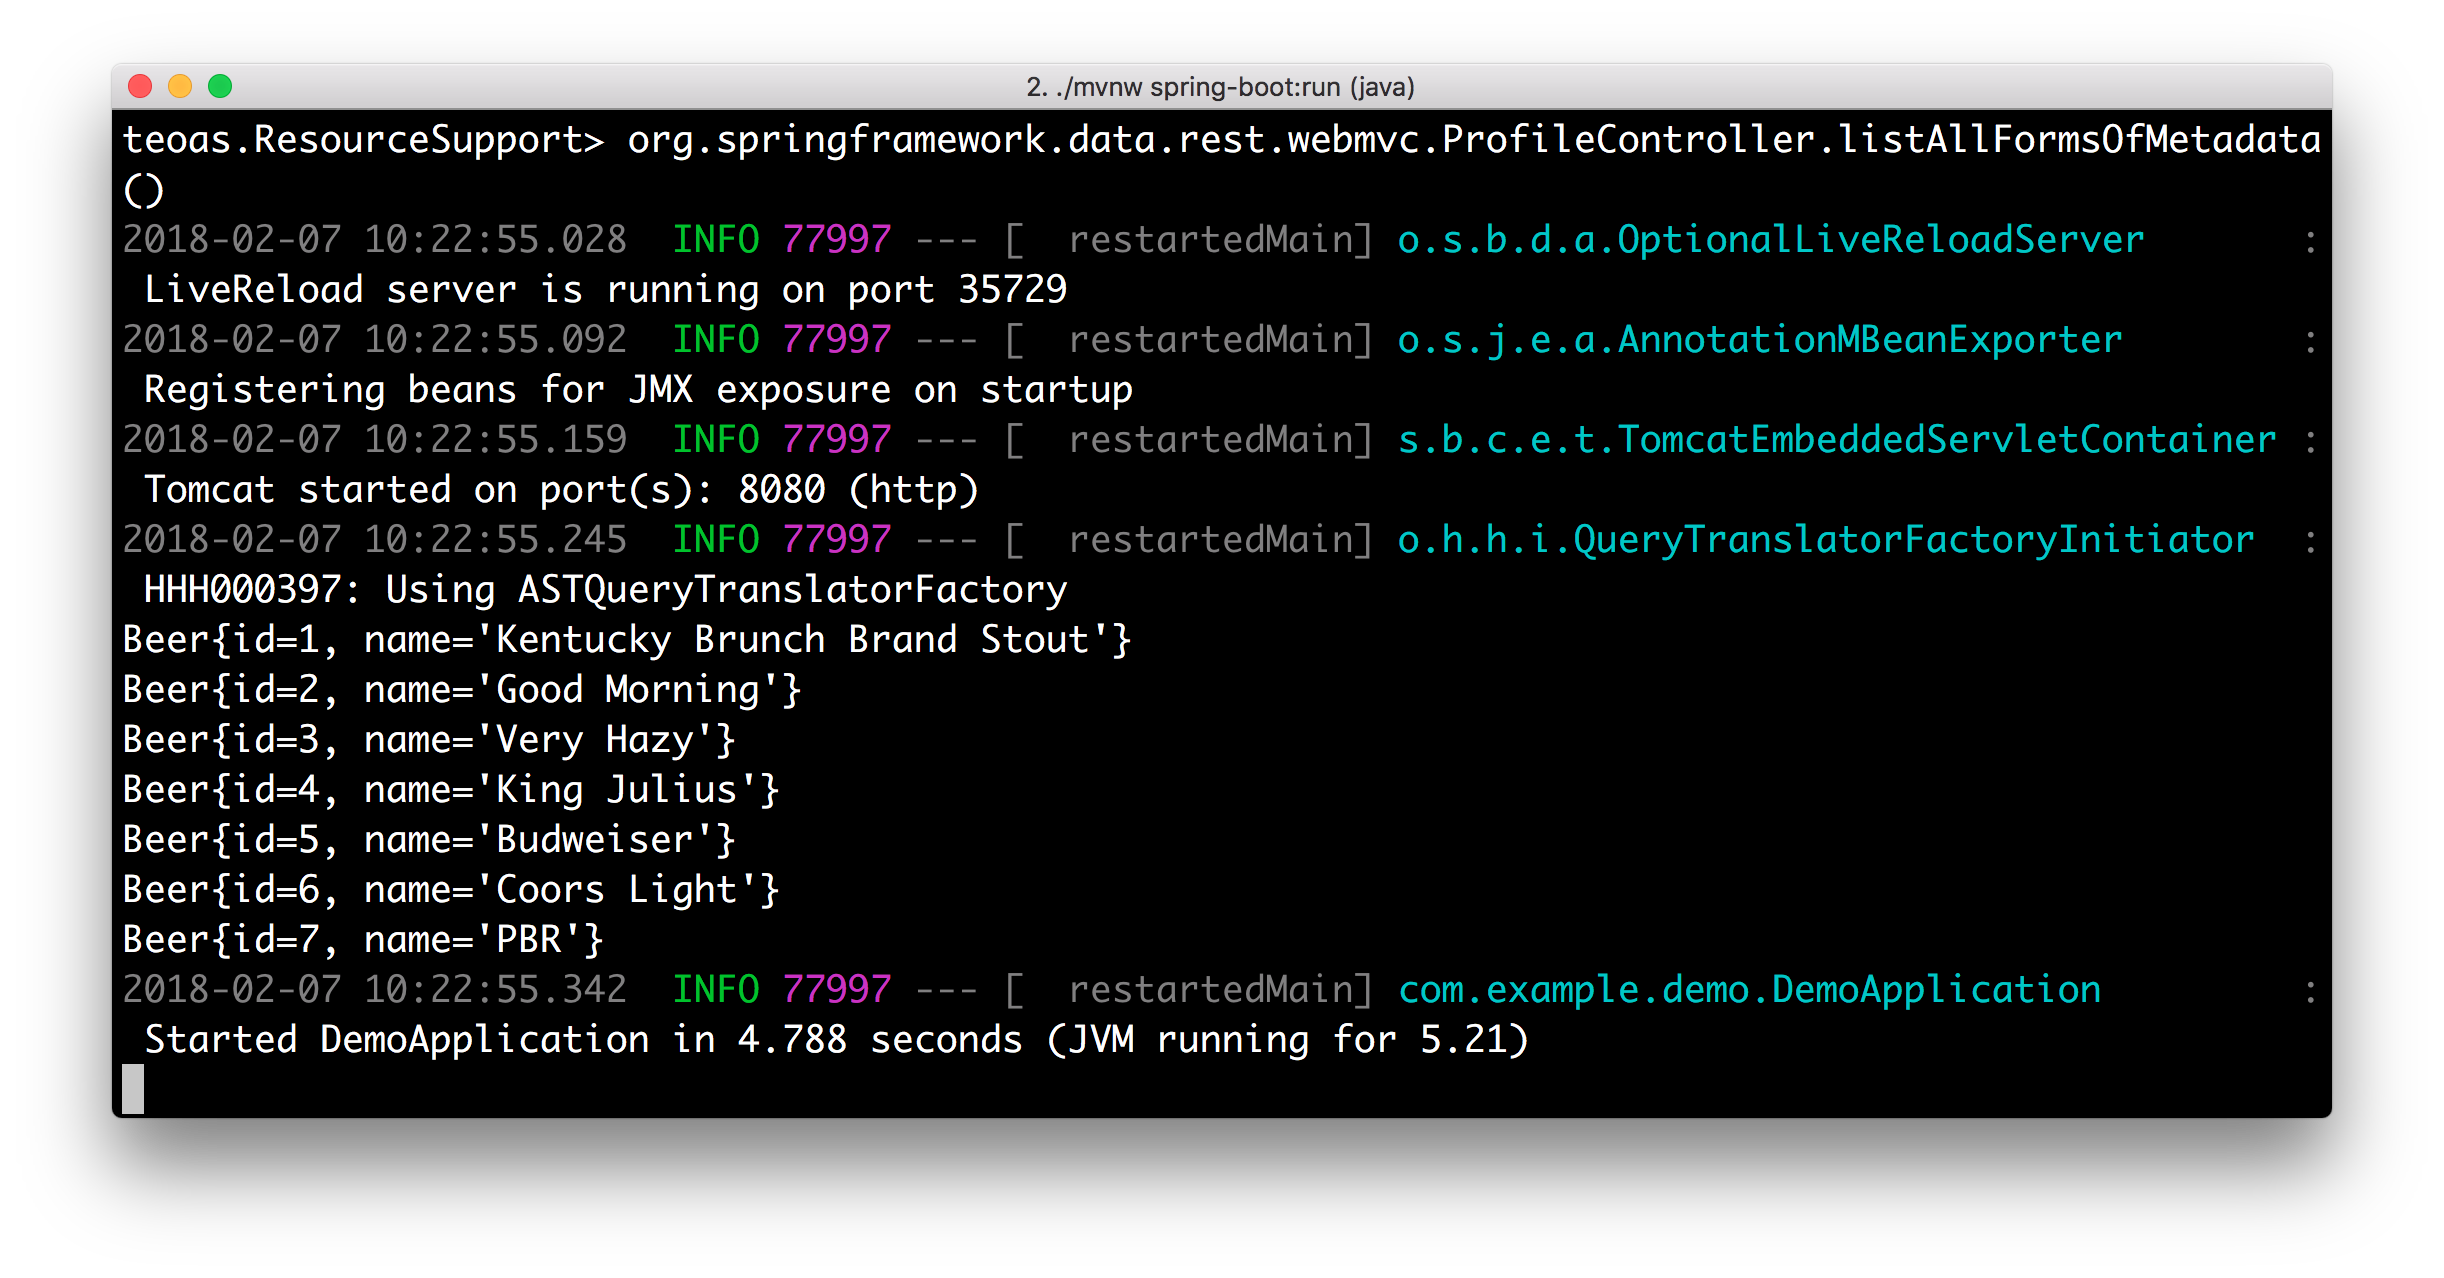 2. ./mvnw spring-boot:run (java)
teoas.ResourceSupport> org.springframework.data.rest.webmvc.ProfileController.listAllFormsOfMetadata
()
2018-02-07 10:22:55.028  INFO 77997 --- [  restartedMain] o.s.b.d.a.OptionalLiveReloadServer       :
 LiveReload server is running on port 35729
2018-02-07 10:22:55.092  INFO 77997 --- [  restartedMain] o.s.j.e.a.AnnotationMBeanExporter        :
 Registering beans for JMX exposure on startup
2018-02-07 10:22:55.159  INFO 77997 --- [  restartedMain] s.b.c.e.t.TomcatEmbeddedServletContainer :
 Tomcat started on port(s): 8080 (http)
2018-02-07 10:22:55.245  INFO 77997 --- [  restartedMain] o.h.h.i.QueryTranslatorFactoryInitiator  :
 HHH000397: Using ASTQueryTranslatorFactory
Beer{id=1, name='Kentucky Brunch Brand Stout'}
Beer{id=2, name='Good Morning'}
Beer{id=3, name='Very Hazy'}
Beer{id=4, name='King Julius'}
Beer{id=5, name='Budweiser'}
Beer{id=6, name='Coors Light'}
Beer{id=7, name='PBR'}
2018-02-07 10:22:55.342  INFO 77997 --- [  restartedMain] com.example.demo.DemoApplication         :
 Started DemoApplication in 4.788 seconds (JVM running for 5.21)